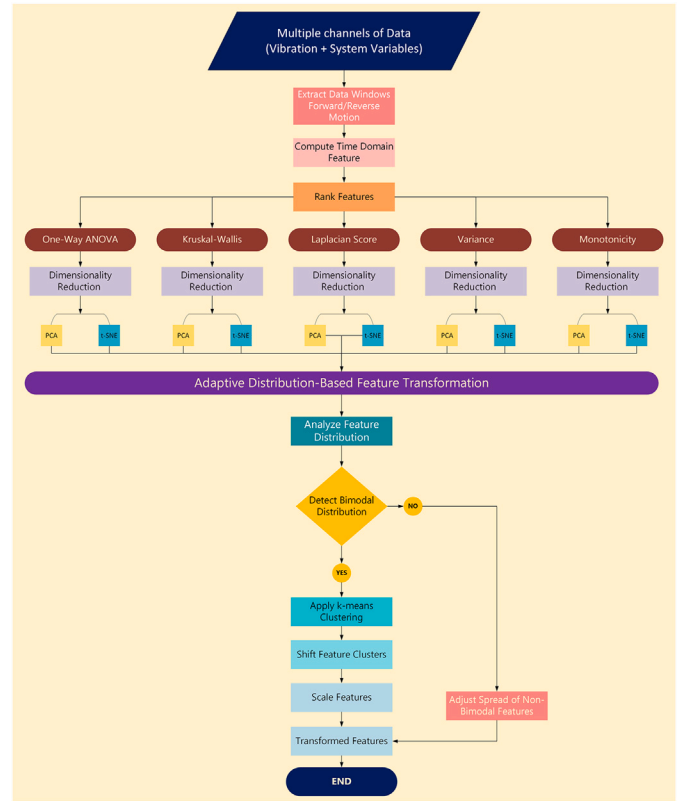 Multiple channels of Data
(Vibration + System Variables)
Extract Data Windows
Forward/Reverse
Motion
Compute Time Domain
Feature
Rank Features
One-Way ANOVA
Kruskal-Wallis
Laplacian Score
Variance
Monotonicity
Dimensionality
Reduction
Dimensionality
Reduction
Dimensionality
Reduction
Dimensionality
Reduction
Dimensionality
Reduction
PCA
t-SNE
PCA
t-SNE
PCA
t-SNE
PCA
t-SNE
PCA
t-SNE
Adaptive Distribution-Based Feature Transformation
Analyze Feature
Distribution
Detect Bimodal
Distribution
NO
YES
Apply k-means
Clustering
Shift Feature Clusters
Scale Features
Adjust Spread of Non-
Bimodal Features
Transformed Features
END